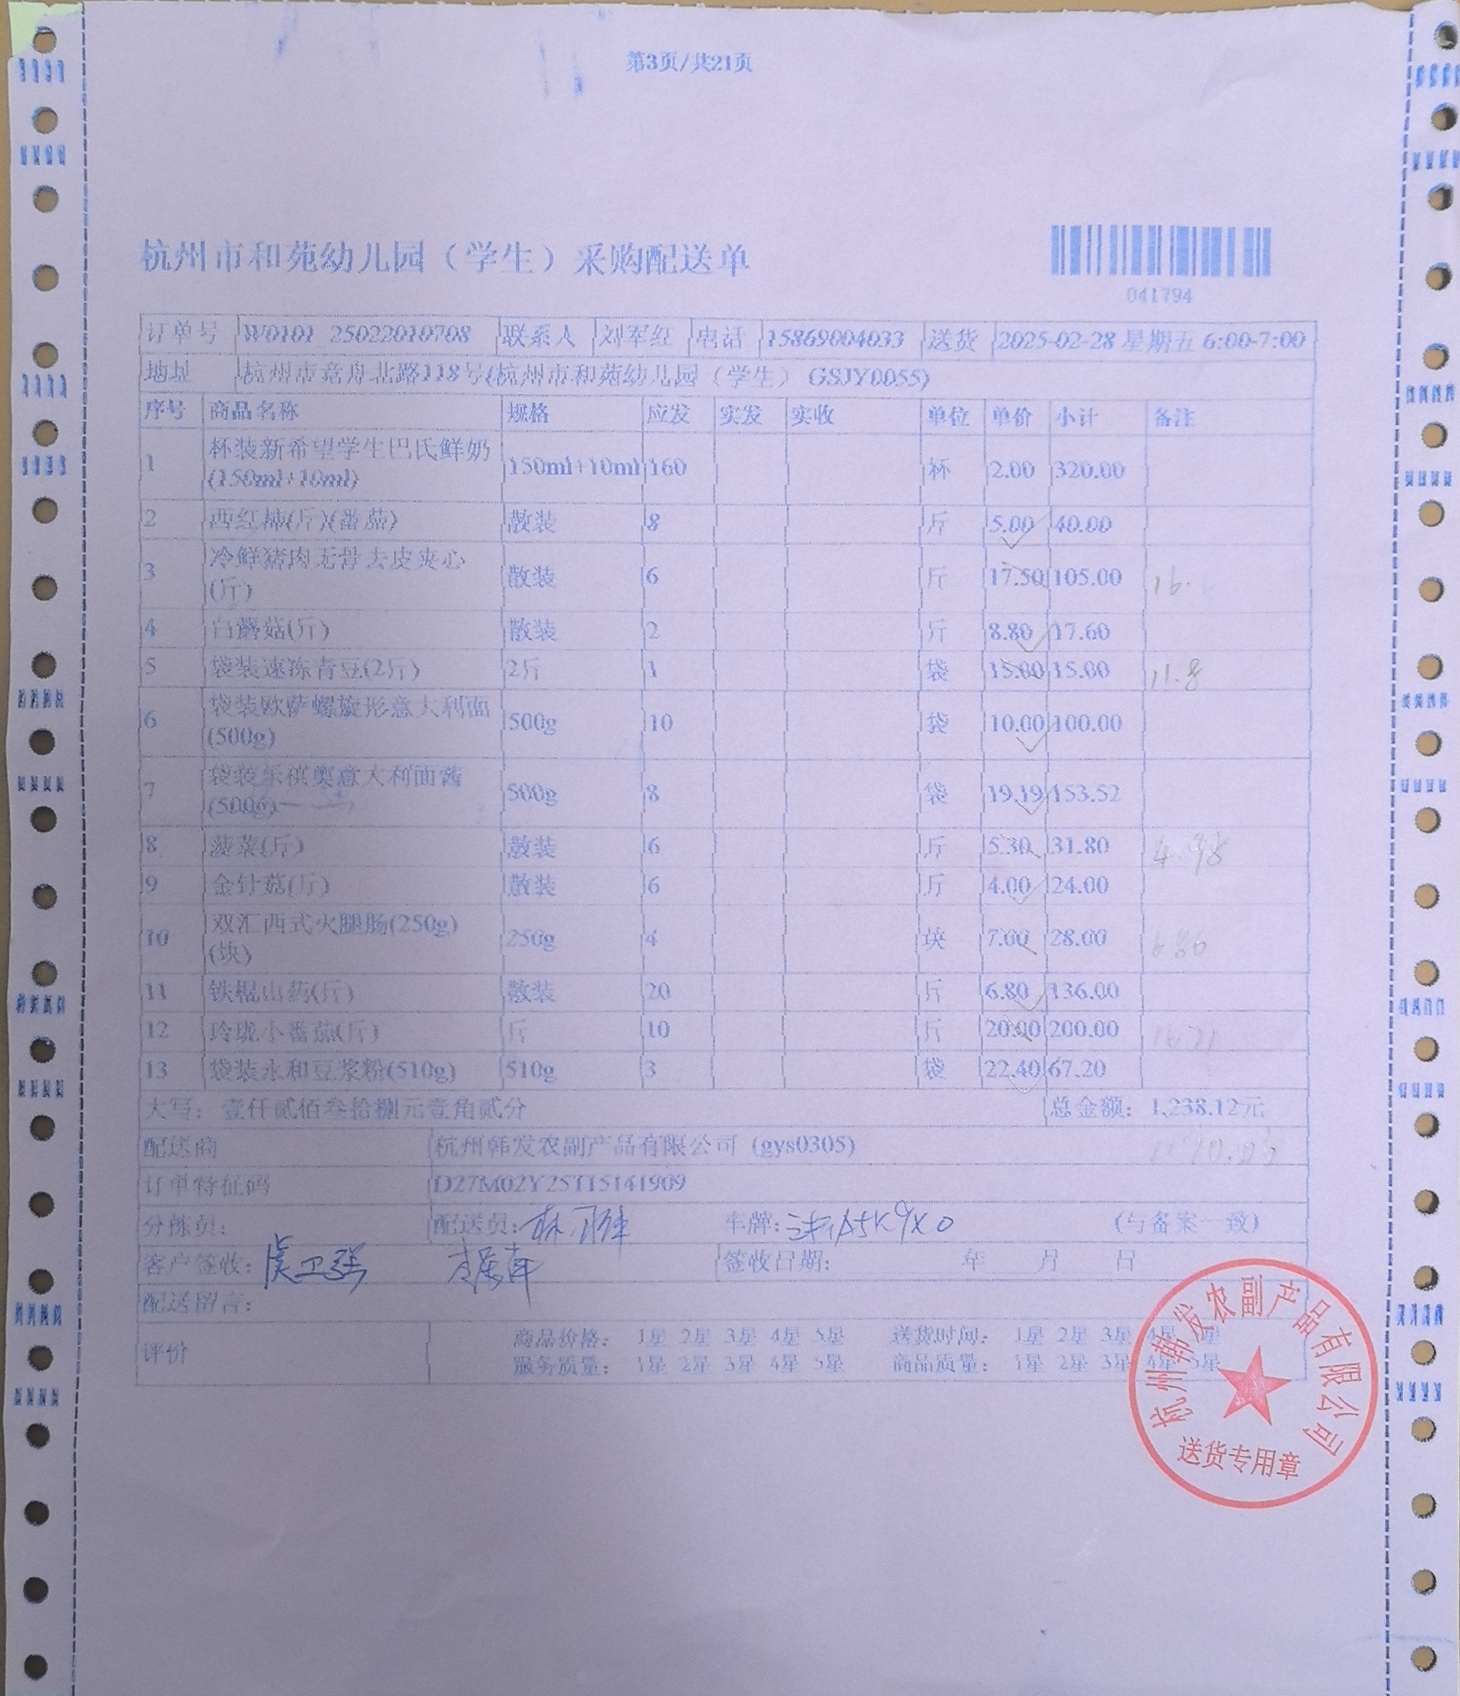 第3页/共21页
杭州市和苑幼儿园（学生）采购配送单
041794
订单号 W0101 25022010708 联系人 刘军红 电话 15869004033 送货 2025-02-28 星期五 6:00-7:00
地址 杭州市竞舟北路118号(杭州市和苑幼儿园（学生） GSJY0055)
序号 商品名称 规格 应发 实发 实收 单位 单价 小计 备注
1 杯装新希望学生巴氏鲜奶(150ml+10ml) 150ml+10ml 160 杯 2.00 320.00
2 西红柿(斤)(番茄) 散装 8 斤 5.00 40.00
3 冷鲜猪肉无骨去皮夹心(斤) 散装 6 斤 17.50 105.00 16.
4 白蘑菇(斤) 散装 2 斤 8.80 17.60
5 袋装速冻青豆(2斤) 2斤 1 袋 15.00 15.00 11.8
6 袋装欧萨螺旋形意大利面(500g) 500g 10 袋 10.00 100.00
7 袋装乐祺奥意大利面酱(500g) 500g 8 袋 19.19 153.52
8 菠菜(斤) 散装 6 斤 5.30 31.80 4.98
9 金针菇(斤) 散装 6 斤 4.00 24.00
10 双汇西式火腿肠(250g)(块) 250g 4 块 7.00 28.00 6.86
11 铁棍山药(斤) 散装 20 斤 6.80 136.00
12 玲珑小番茄(斤) 斤 10 斤 20.00 200.00
13 袋装永和豆浆粉(510g) 510g 3 袋 22.40 67.20
大写：壹仟贰佰叁拾捌元壹角贰分 总金额：1,238.12元
配送商 杭州韩发农副产品有限公司 (gys0305)
订单特征码 D27M02Y25T15141909
分拣员： 配送员： 车牌： (与备案一致)
客户签收：虞卫强 签收日期： 年 月 日
配送留言：
评价 商品价格： 1星 2星 3星 4星 5星 送货时间： 1星 2星 3星 4星 5星
服务质量： 1星 2星 3星 4星 5星 商品质量： 1星 2星 3星 4星 5星
杭州韩发农副产品有限公司
送货专用章